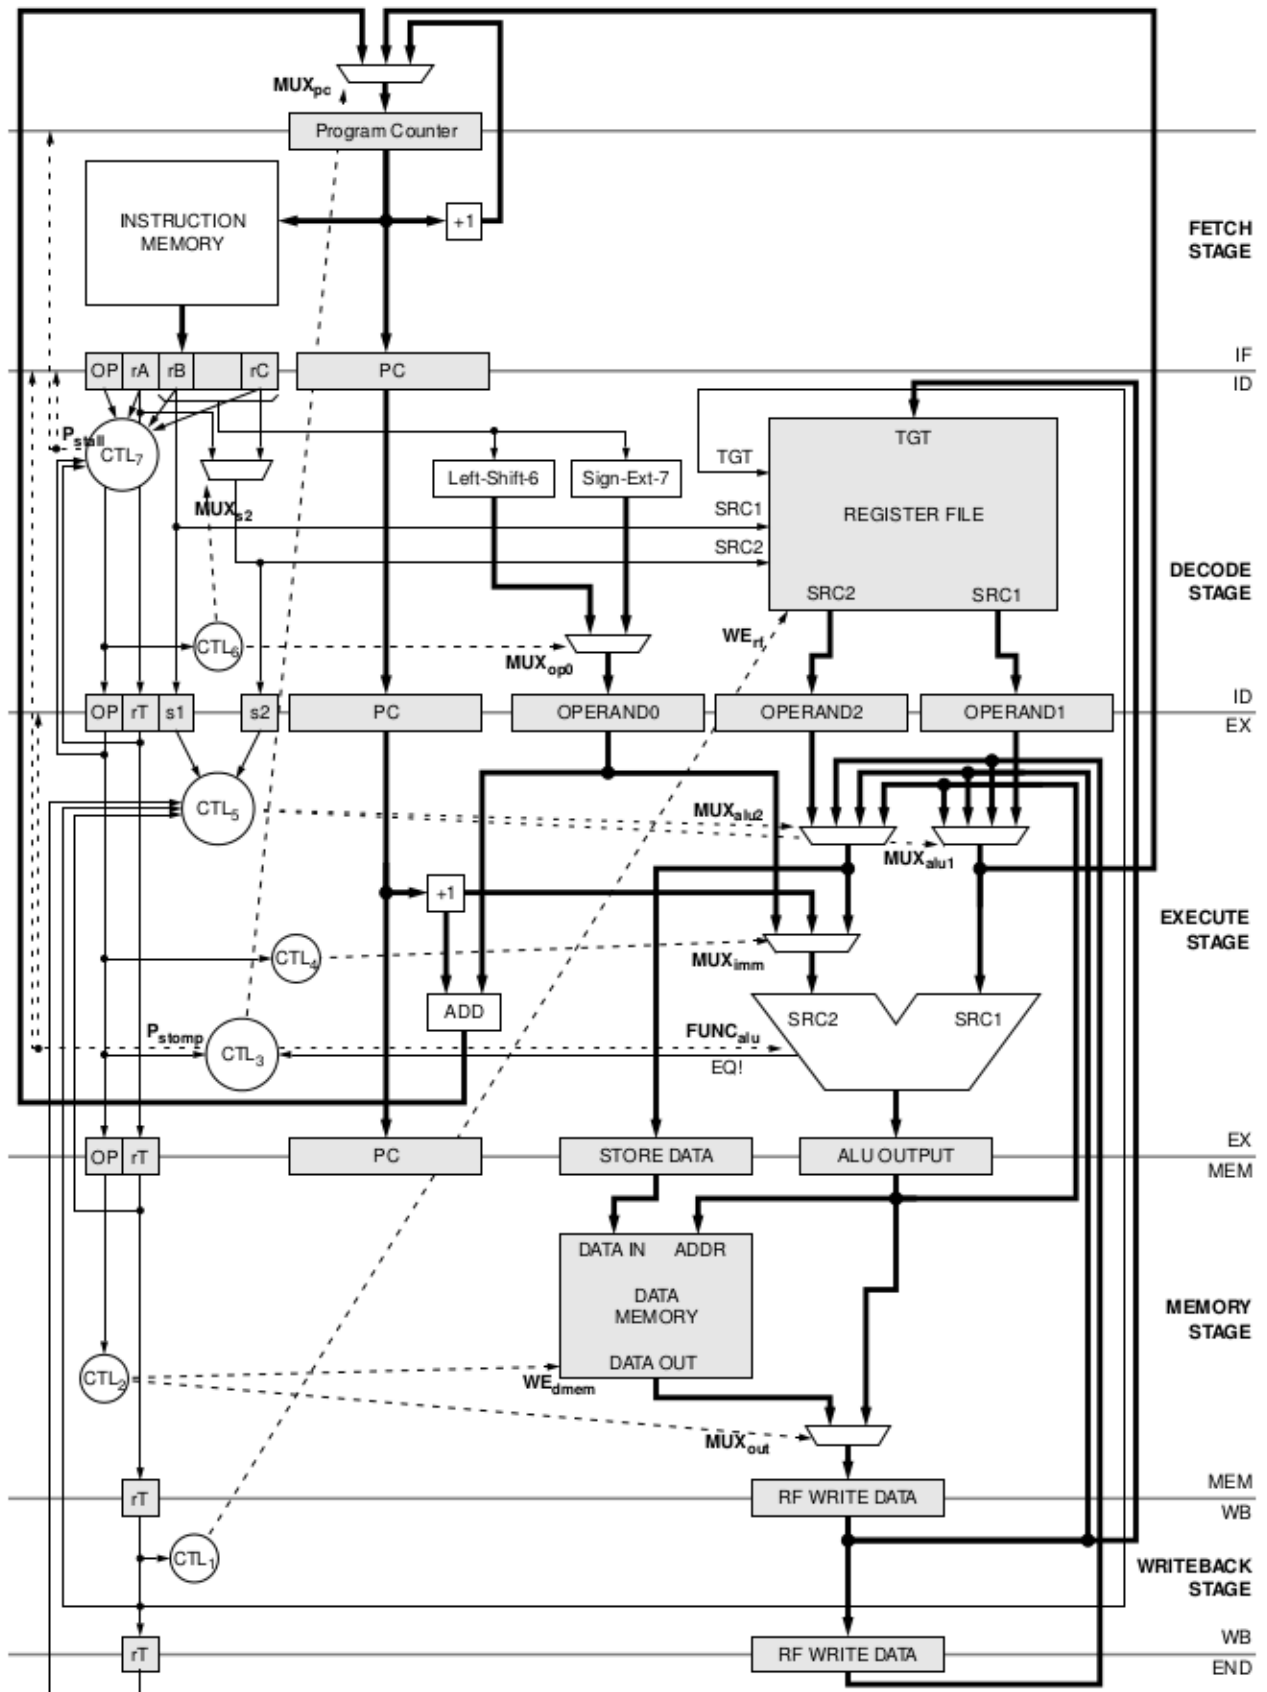 MUXpc
Program Counter
INSTRUCTION
MEMORY
+1
FETCH
STAGE
OP rA rB rC
PC
IF
ID
Pstall
CTL7
MUXs2
Left-Shift-6
Sign-Ext-7
TGT
TGT
SRC1
SRC2
REGISTER FILE
SRC2
SRC1
DECODE
STAGE
CTL6
MUXop0
WErf
OP rT s1 s2
PC
OPERAND0
OPERAND2
OPERAND1
ID
EX
CTL5
MUXalu2
MUXalu1
+1
EXECUTE
STAGE
CTL4
MUXimm
ADD
SRC2
SRC1
Pstomp
CTL3
FUNCalu
EQ!
OP rT
PC
STORE DATA
ALU OUTPUT
EX
MEM
DATA IN
ADDR
DATA
MEMORY
DATA OUT
MEMORY
STAGE
CTL2
WEdmem
MUXout
rT
RF WRITE DATA
MEM
WB
CTL1
WRITEBACK
STAGE
rT
RF WRITE DATA
WB
END